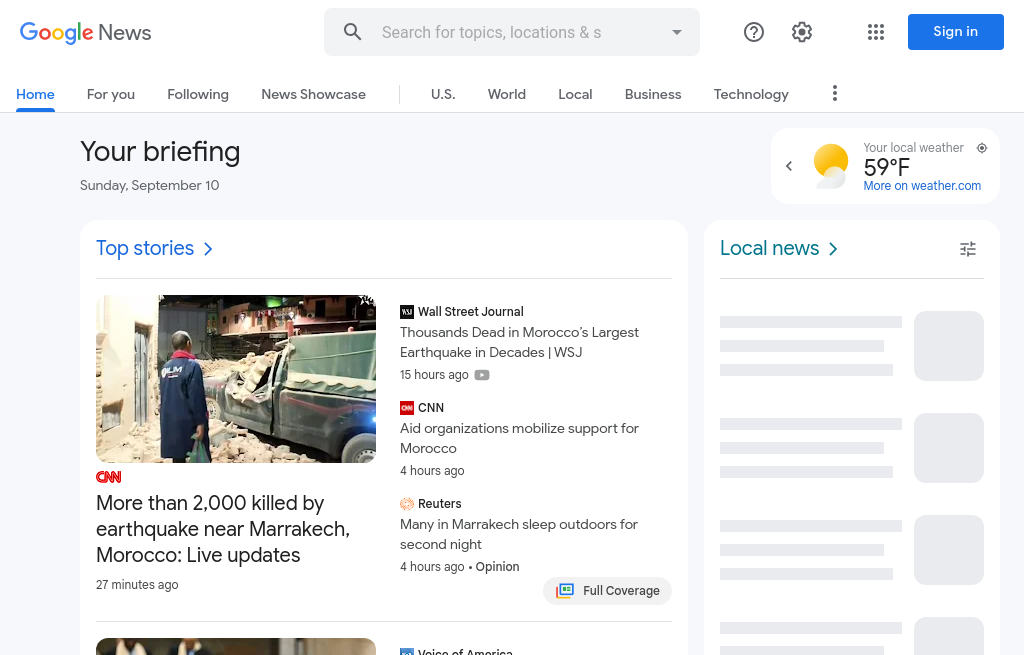 Google News
Search for topics, locations & s
Sign in
Home
For you
Following
News Showcase
U.S.
World
Local
Business
Technology
Your briefing
Sunday, September 10
Your local weather
59°F
More on weather.com
Top stories
CNN
More than 2,000 killed by
earthquake near Marrakech,
Morocco: Live updates
27 minutes ago
WSJ Wall Street Journal
Thousands Dead in Morocco’s Largest
Earthquake in Decades | WSJ
15 hours ago
CNN CNN
Aid organizations mobilize support for
Morocco
4 hours ago
Reuters
Many in Marrakech sleep outdoors for
second night
4 hours ago • Opinion
Full Coverage
Voice of America
Local news